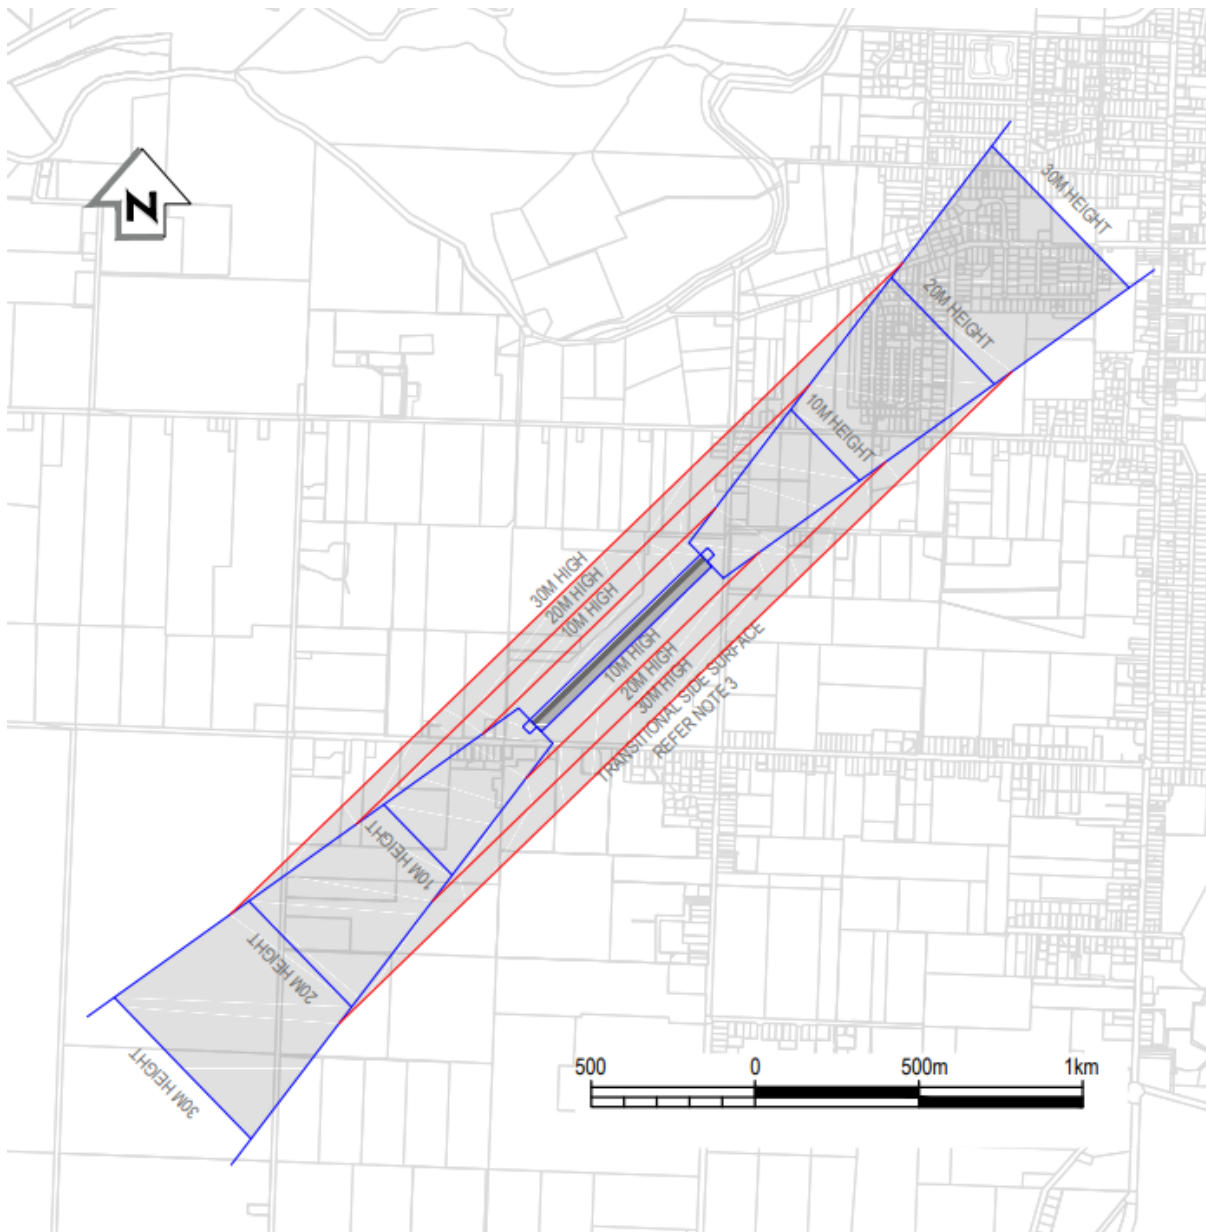 30M HEIGHT
N
20M HEIGHT
10M HEIGHT
30M HIGH
20M HIGH
10M HIGH
10M HIGH
20M HIGH
30M HIGH
TRANSITIONAL SIDE SURFACE
REFER NOTE 3
10M HEIGHT
20M HEIGHT
30M HEIGHT
500 0 500m 1km